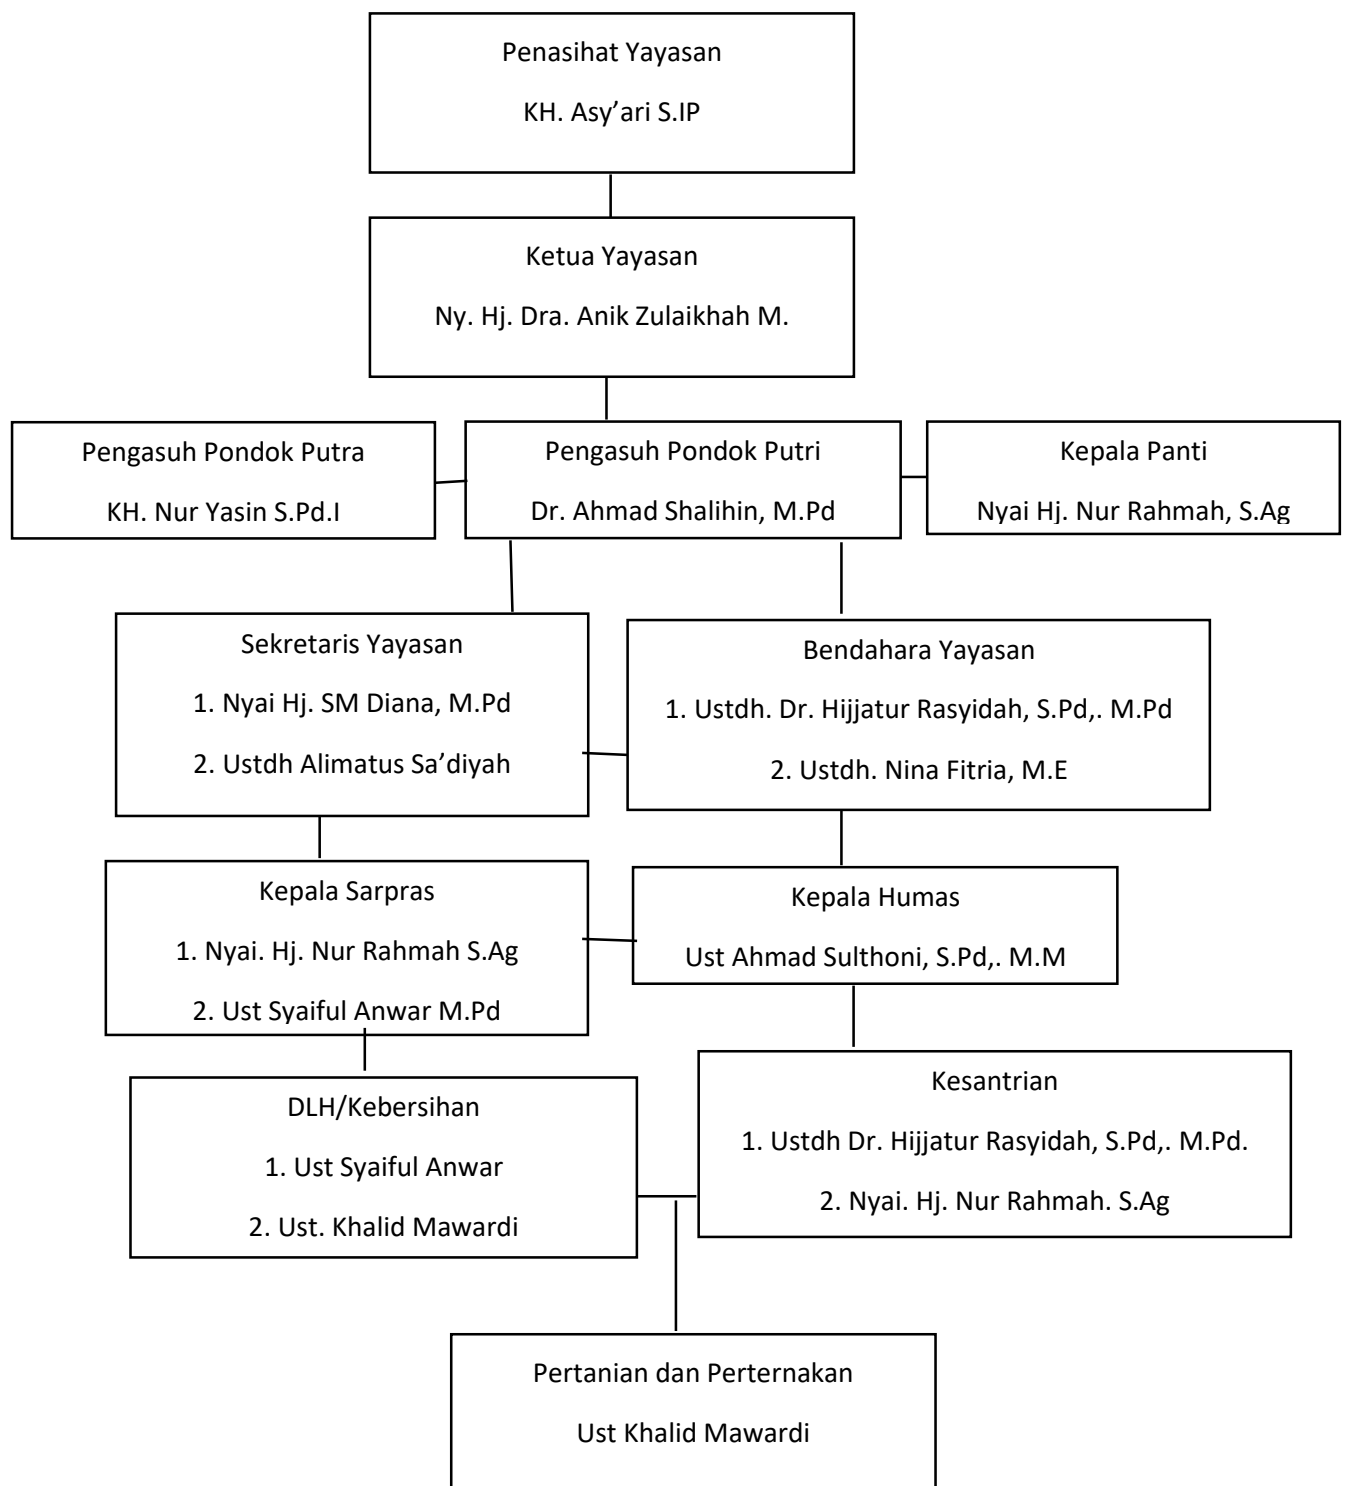 Penasihat Yayasan
KH. Asy’ari S.IP
Ketua Yayasan
Ny. Hj. Dra. Anik Zulaikhah M.
Pengasuh Pondok Putra
KH. Nur Yasin S.Pd.I
Pengasuh Pondok Putri
Dr. Ahmad Shalihin, M.Pd
Kepala Panti
Nyai Hj. Nur Rahmah, S.Ag
Sekretaris Yayasan
1. Nyai Hj. SM Diana, M.Pd
2. Ustdh Alimatus Sa’diyah
Bendahara Yayasan
1. Ustdh. Dr. Hijjatur Rasyidah, S.Pd,. M.Pd
2. Ustdh. Nina Fitria, M.E
Kepala Sarpras
1. Nyai. Hj. Nur Rahmah S.Ag
2. Ust Syaiful Anwar M.Pd
Kepala Humas
Ust Ahmad Sulthoni, S.Pd,. M.M
DLH/Kebersihan
1. Ust Syaiful Anwar
2. Ust. Khalid Mawardi
Kesantrian
1. Ustdh Dr. Hijjatur Rasyidah, S.Pd,. M.Pd.
2. Nyai. Hj. Nur Rahmah. S.Ag
Pertanian dan Perternakan
Ust Khalid Mawardi